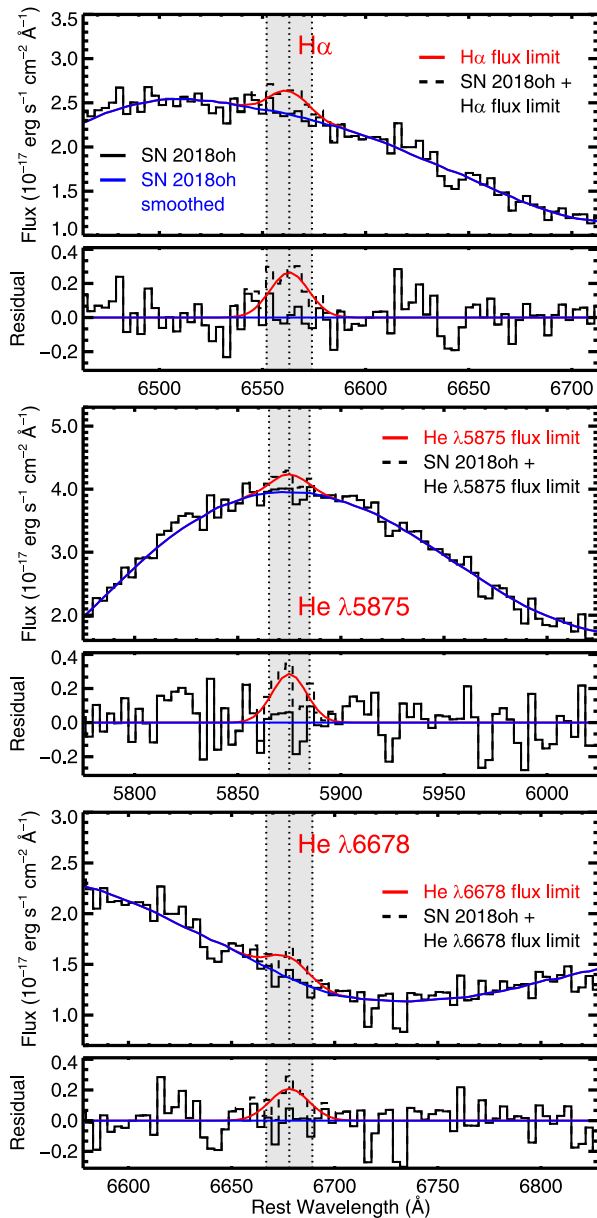 Hα
Hα flux limit
SN 2018oh +
Hα flux limit
SN 2018oh
SN 2018oh
smoothed
Flux (10⁻¹⁷ erg s⁻¹ cm⁻² Å⁻¹)
3.5
3.0
2.5
2.0
1.5
1.0
Residual
0.4
0.2
0.0
−0.2
6500 6550 6600 6650 6700
He λ5875 flux limit
SN 2018oh +
He λ5875 flux limit
He λ5875
Flux (10⁻¹⁷ erg s⁻¹ cm⁻² Å⁻¹)
5.0
4.0
3.0
2.0
Residual
0.4
0.2
0.0
−0.2
5800 5850 5900 5950 6000
He λ6678
He λ6678 flux limit
SN 2018oh +
He λ6678 flux limit
Flux (10⁻¹⁷ erg s⁻¹ cm⁻² Å⁻¹)
3.0
2.5
2.0
1.5
1.0
Residual
0.4
0.2
0.0
−0.2
6600 6650 6700 6750 6800
Rest Wavelength (Å)